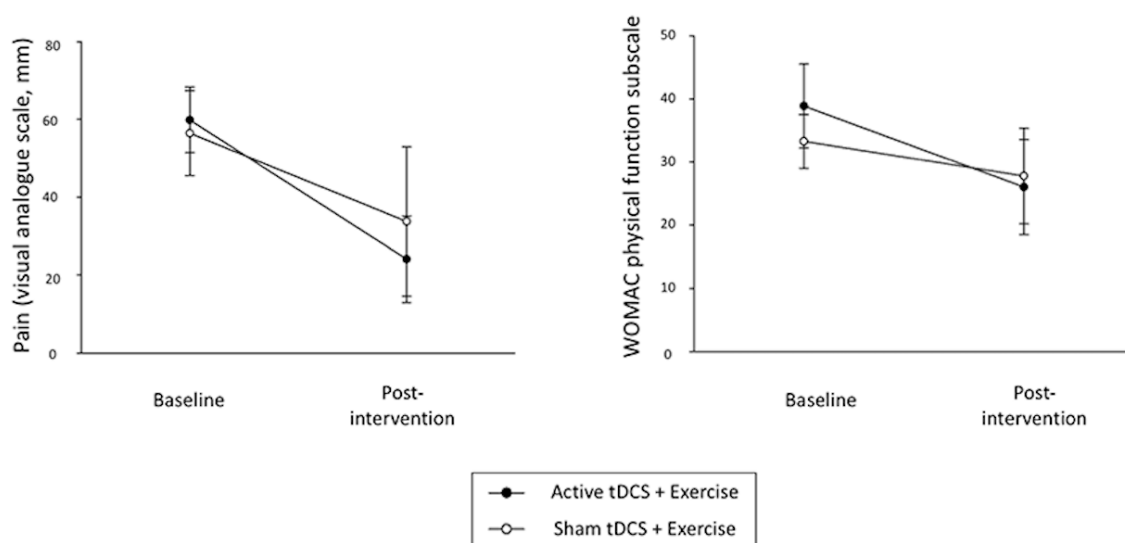 Pain (visual analogue scale, mm)
80
60
40
20
0
Baseline
Post-
intervention
WOMAC physical function subscale
50
40
30
20
10
0
Baseline
Post-
intervention
Active tDCS + Exercise
Sham tDCS + Exercise